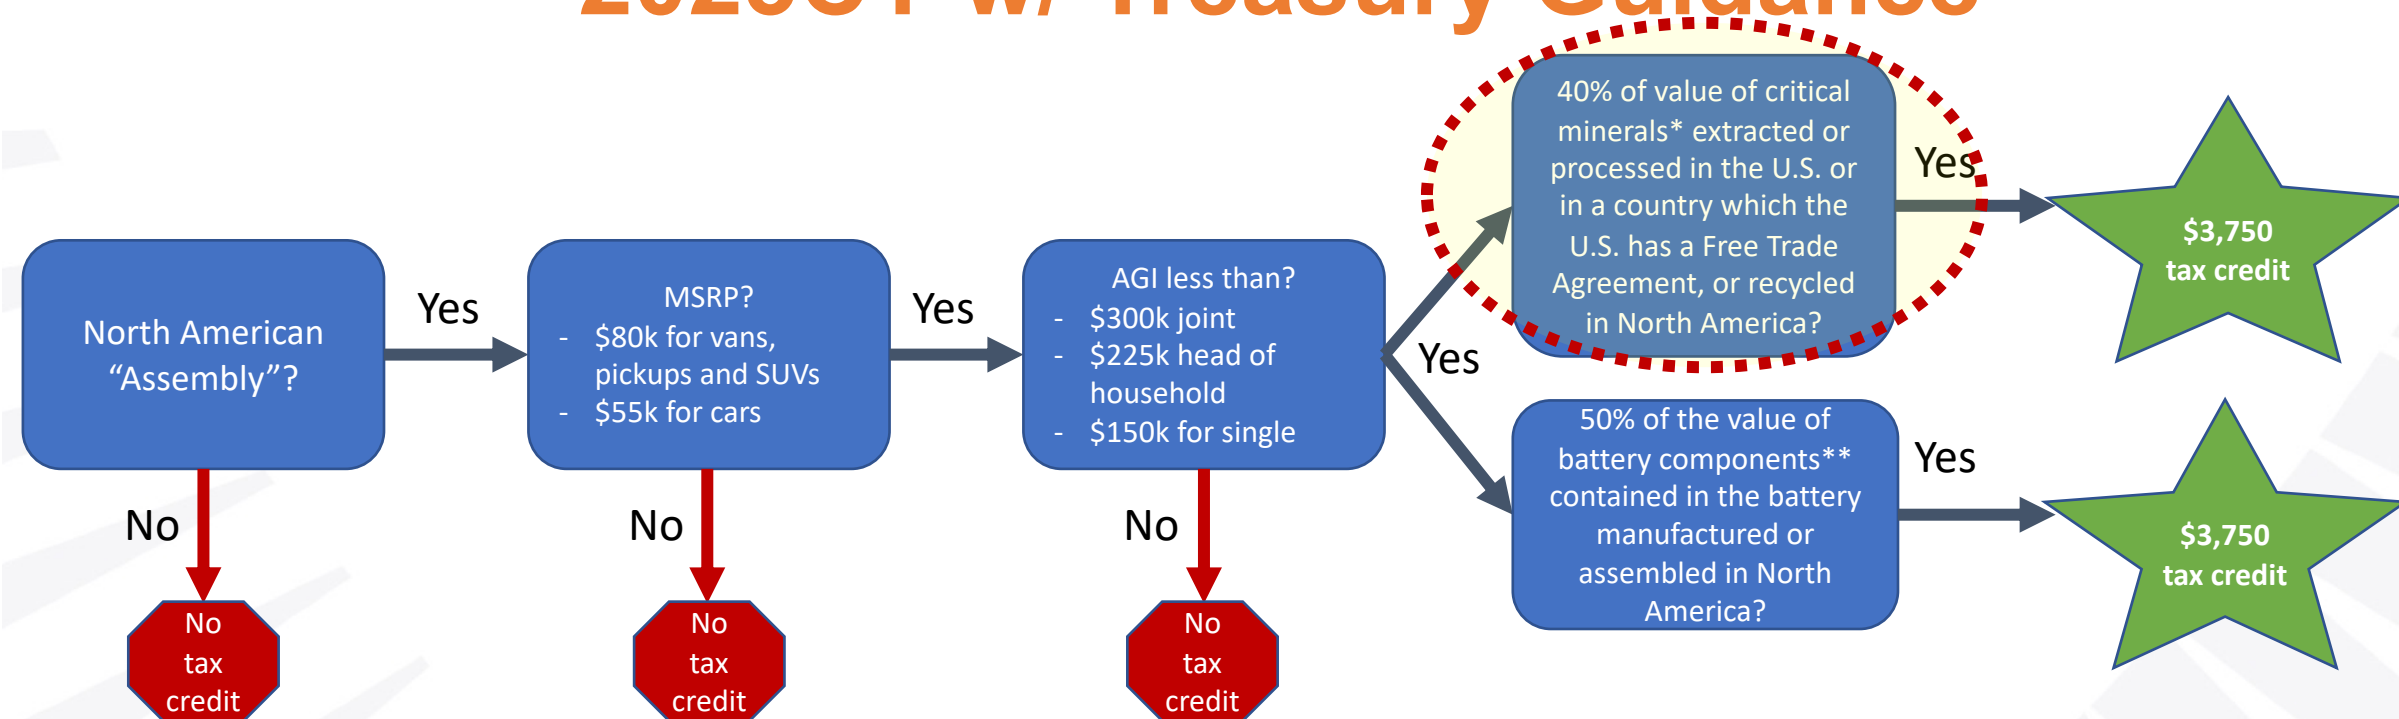 w/ Treasury Guidance
North American
“Assembly”?
Yes
No
No
tax
credit
MSRP?
- $80k for vans,
pickups and SUVs
- $55k for cars
Yes
No
No
tax
credit
AGI less than?
- $300k joint
- $225k head of
household
- $150k for single
Yes
No
No
tax
credit
40% of value of critical
minerals* extracted or
processed in the U.S. or
in a country which the
U.S. has a Free Trade
Agreement, or recycled
in North America?
Yes
$3,750
tax credit
50% of the value of
battery components**
contained in the battery
manufactured or
assembled in North
America?
Yes
$3,750
tax credit